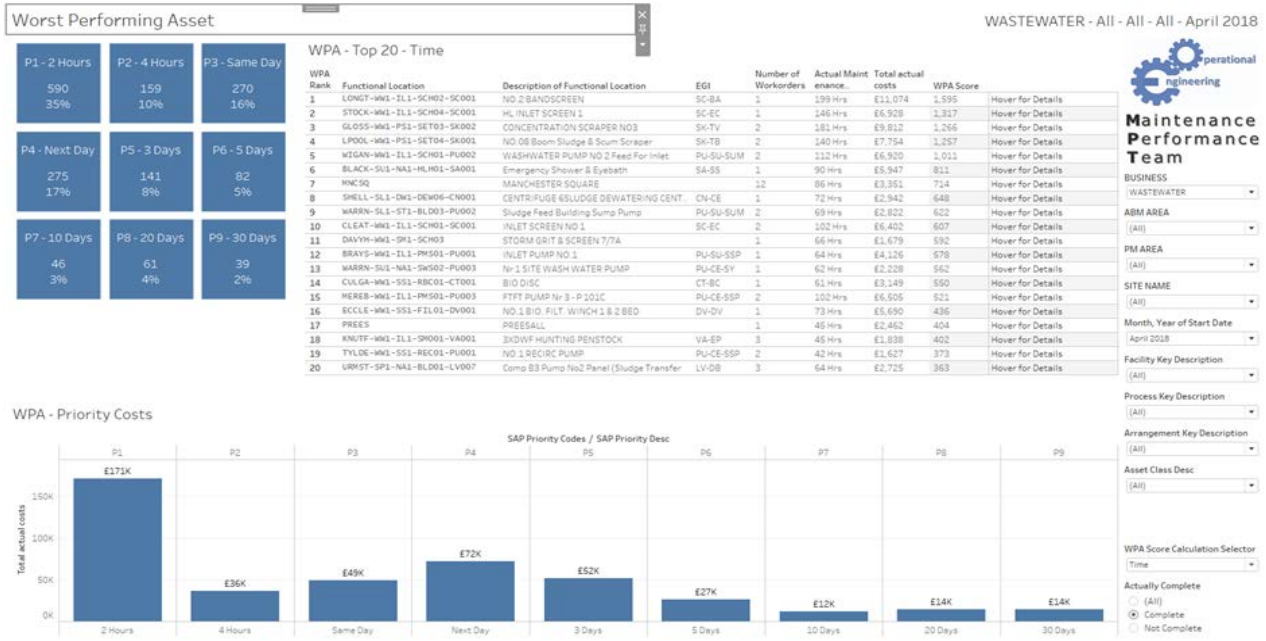 Worst Performing Asset
WASTEWATER - All - All - All - April 2018
P1 - 2 Hours
590
35%
P2 - 4 Hours
159
10%
P3 - Same Day
270
16%
P4 - Next Day
275
17%
P5 - 3 Days
141
8%
P6 - 5 Days
82
5%
P7 - 10 Days
46
3%
P8 - 20 Days
61
4%
P9 - 30 Days
39
2%
WPA - Top 20 - Time
WPA Rank Functional Location Description of Functional Location EGI Number of Workorders Actual Maint enance.. Total actual costs WPA Score
1 LONGT-WW1-IL1-SCH02-SC001 NO.2 BANDSCREEN SC-BA 1 199 Hrs £11,074 1,595 Hover for Details
2 STOCK-WW1-IL1-SCH04-SC001 HL INLET SCREEN 1 SC-EC 1 146 Hrs £6,928 1,317 Hover for Details
3 GLOSS-WW1-PS1-SET03-SK002 CONCENTRATION SCRAPER NO3 SK-TV 2 181 Hrs £9,812 1,266 Hover for Details
4 LPOOL-WW1-PS1-SET04-SK001 NO.08 Boom Sludge & Scum Scraper SK-TB 2 140 Hrs £7,754 1,257 Hover for Details
5 WIGAN-WW1-IL1-SCH01-PU002 WASHWATER PUMP NO 2 Feed For Inlet PU-SU-SUM 2 112 Hrs £6,920 1,011 Hover for Details
6 BLACK-SU1-NA1-HLH01-SA001 Emergency Shower & Eyebath SA-SS 1 90 Hrs £5,947 811 Hover for Details
7 MNCSQ MANCHESTER SQUARE 12 86 Hrs £3,351 714 Hover for Details
8 SHELL-SL1-DW1-DEW06-CN001 CENTRIFUGE 6SLUDGE DEWATERING CENT.. CN-CE 1 72 Hrs £2,942 648 Hover for Details
9 WARRN-SL1-ST1-BLD03-PU002 Sludge Feed Building Sump Pump PU-SU-SUM 2 69 Hrs £2,822 622 Hover for Details
10 CLEAT-WW1-IL1-SCH01-SC001 INLET SCREEN NO 1 SC-EC 2 102 Hrs £6,402 607 Hover for Details
11 DAVYH-WW1-SM1-SCH03 STORM GRIT & SCREEN 7/7A 1 66 Hrs £1,679 592 Hover for Details
12 BRAYS-WW1-IL1-PMS01-PU001 INLET PUMP NO.1 PU-SU-SSP 1 64 Hrs £4,126 578 Hover for Details
13 WARRN-SU1-NA1-SWS02-PU003 Nr 1 SITE WASH WATER PUMP PU-CE-SY 1 62 Hrs £2,228 562 Hover for Details
14 CULGA-WW1-SS1-RBC01-CT001 BIO DISC CT-BC 1 61 Hrs £3,149 550 Hover for Details
15 MEREB-WW1-IL1-PMS01-PU003 FTFT PUMP Nr 3 - P101C PU-CE-SSP 2 102 Hrs £6,505 521 Hover for Details
16 ECCLE-WW1-SS1-FIL01-DV001 NO.1 BIO. FILT. WINCH 1 & 2 BED DV-DV 1 73 Hrs £5,690 436 Hover for Details
17 PREES PREESALL 1 45 Hrs £2,462 404 Hover for Details
18 KNUTF-WW1-IL1-SMO01-VA001 3XDWF HUNTING PENSTOCK VA-EP 3 45 Hrs £1,838 402 Hover for Details
19 TYLDE-WW1-SS1-REC01-PU001 NO.1 RECIRC PUMP PU-CE-SSP 2 42 Hrs £1,627 373 Hover for Details
20 URMST-SP1-NA1-BLD01-LV007 Comp B3 Pump No2 Panel (Sludge Transfer LV-DB 3 64 Hrs £2,725 363 Hover for Details
Operational
Engineering
Maintenance
Performance
Team
BUSINESS
WASTEWATER
ABM AREA
(All)
PM AREA
(All)
SITE NAME
(All)
Month, Year of Start Date
April 2018
Facility Key Description
(All)
Process Key Description
(All)
Arrangement Key Description
(All)
Asset Class Desc
(All)
WPA Score Calculation Selector
Time
Actually Complete
(All)
Complete
Not Complete
WPA - Priority Costs
SAP Priority Codes / SAP Priority Desc
P1 P2 P3 P4 P5 P6 P7 P8 P9
Total actual costs
150K
100K
50K
0K
£171K £36K £49K £72K £52K £27K £12K £14K £14K
2 Hours 4 Hours Same Day Next Day 3 Days 5 Days 10 Days 20 Days 30 Days